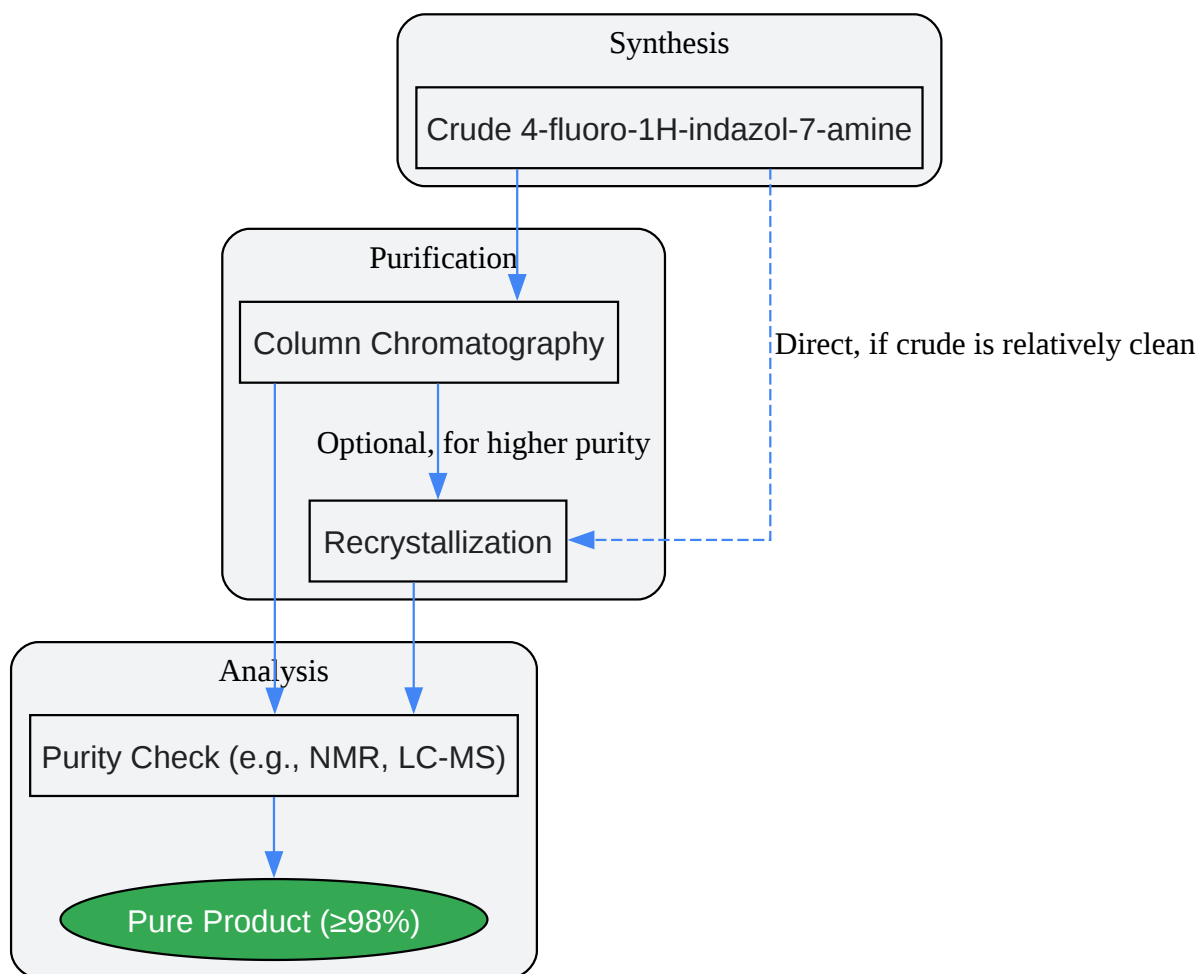 Synthesis
Crude 4-fluoro-1H-indazol-7-amine
Purification
Column Chromatography
Direct, if crude is relatively clean
Optional, for higher purity
Recrystallization
Analysis
Purity Check (e.g., NMR, LC-MS)
Pure Product (≥98%)